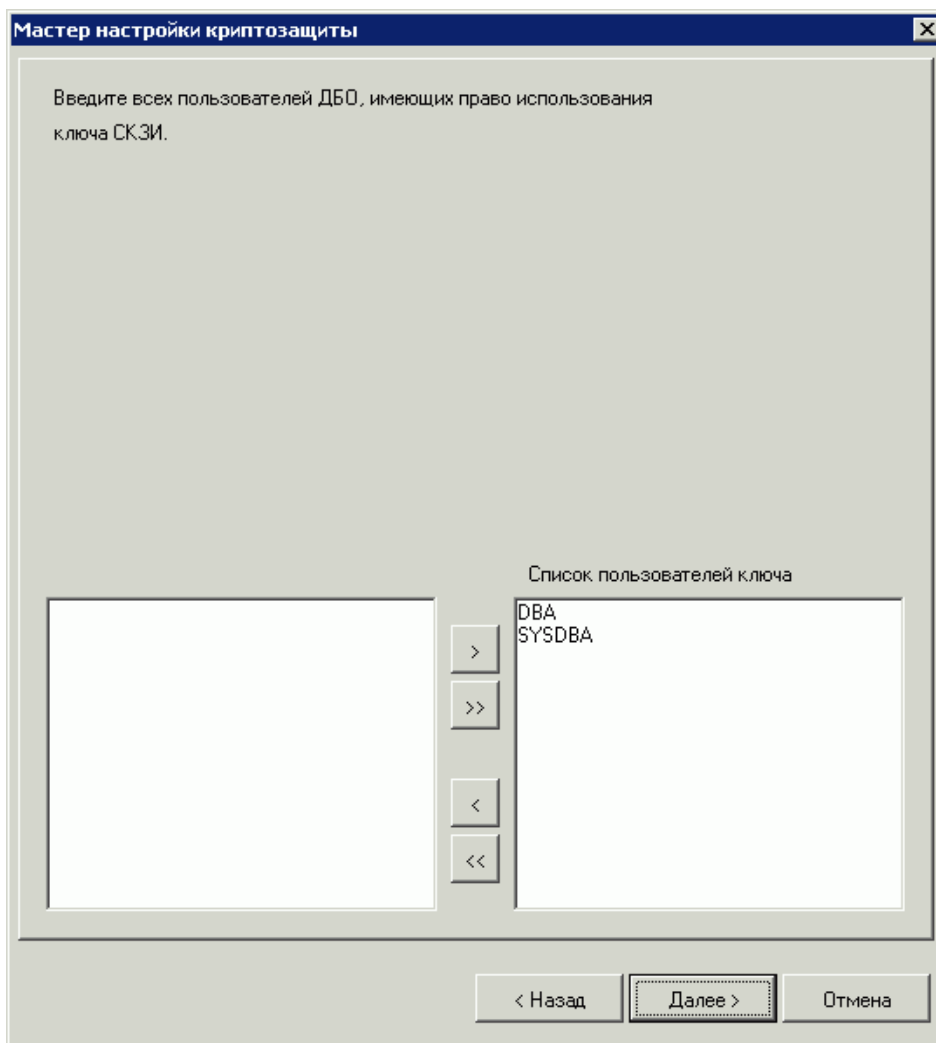 Мастер настройки криптозащиты
Введите всех пользователей ДБО, имеющих право использования
ключа СКЗИ.
Список пользователей ключа
DBA
SYSDBA
>
>>
<
<<
< Назад
Далее >
Отмена